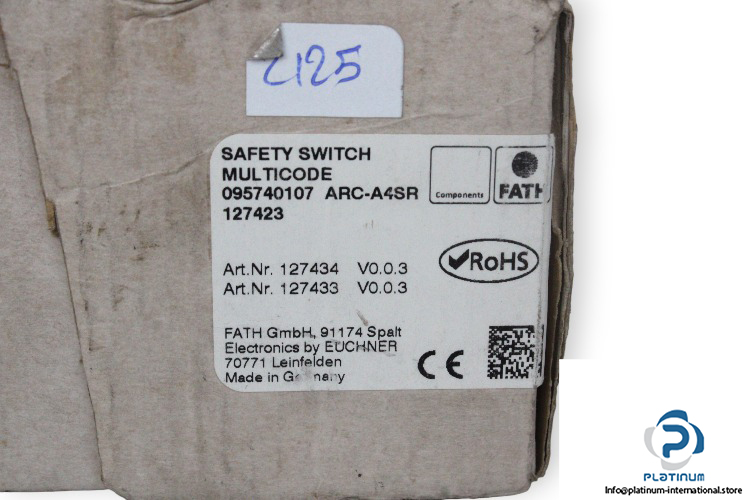 2125
SAFETY SWITCH
MULTICODE
095740107 ARC-A4SR
127423
Components
FATH
Art.Nr. 127434 V0.0.3
Art.Nr. 127433 V0.0.3
RoHS
FATH GmbH, 91174 Spalt
Electronics by EUCHNER
70771 Leinfelden
Made in Germany
CE
PLATINUM
Info@platinum-international.store